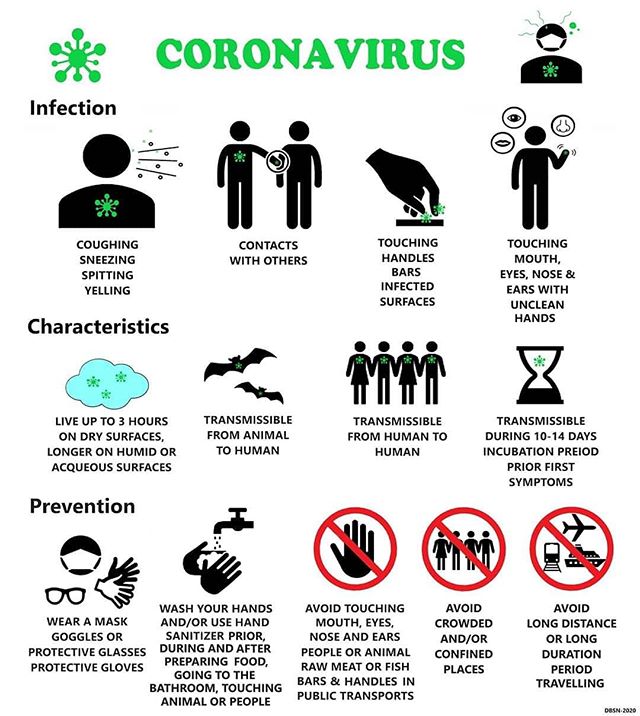 CORONAVIRUS
Infection
COUGHING
SNEEZING
SPITTING
YELLING
CONTACTS
WITH OTHERS
TOUCHING
HANDLES
BARS
INFECTED
SURFACES
TOUCHING
MOUTH,
EYES, NOSE &
EARS WITH
UNCLEAN
HANDS
Characteristics
LIVE UP TO 3 HOURS
ON DRY SURFACES,
LONGER ON HUMID OR
ACQUEOUS SURFACES
TRANSMISSIBLE
FROM ANIMAL
TO HUMAN
TRANSMISSIBLE
FROM HUMAN TO
HUMAN
TRANSMISSIBLE
DURING 10-14 DAYS
INCUBATION PREIOD
PRIOR FIRST
SYMPTOMS
Prevention
WEAR A MASK
GOGGLES OR
PROTECTIVE GLASSES
PROTECTIVE GLOVES
WASH YOUR HANDS
AND/OR USE HAND
SANITIZER PRIOR,
DURING AND AFTER
PREPARING FOOD,
GOING TO THE
BATHROOM, TOUCHING
ANIMAL OR PEOPLE
AVOID TOUCHING
MOUTH, EYES,
NOSE AND EARS
PEOPLE OR ANIMAL
RAW MEAT OR FISH
BARS & HANDLES IN
PUBLIC TRANSPORTS
AVOID
CROWDED
AND/OR
CONFINED
PLACES
AVOID
LONG DISTANCE
OR LONG
DURATION
PERIOD
TRAVELLING
DBSN-2020